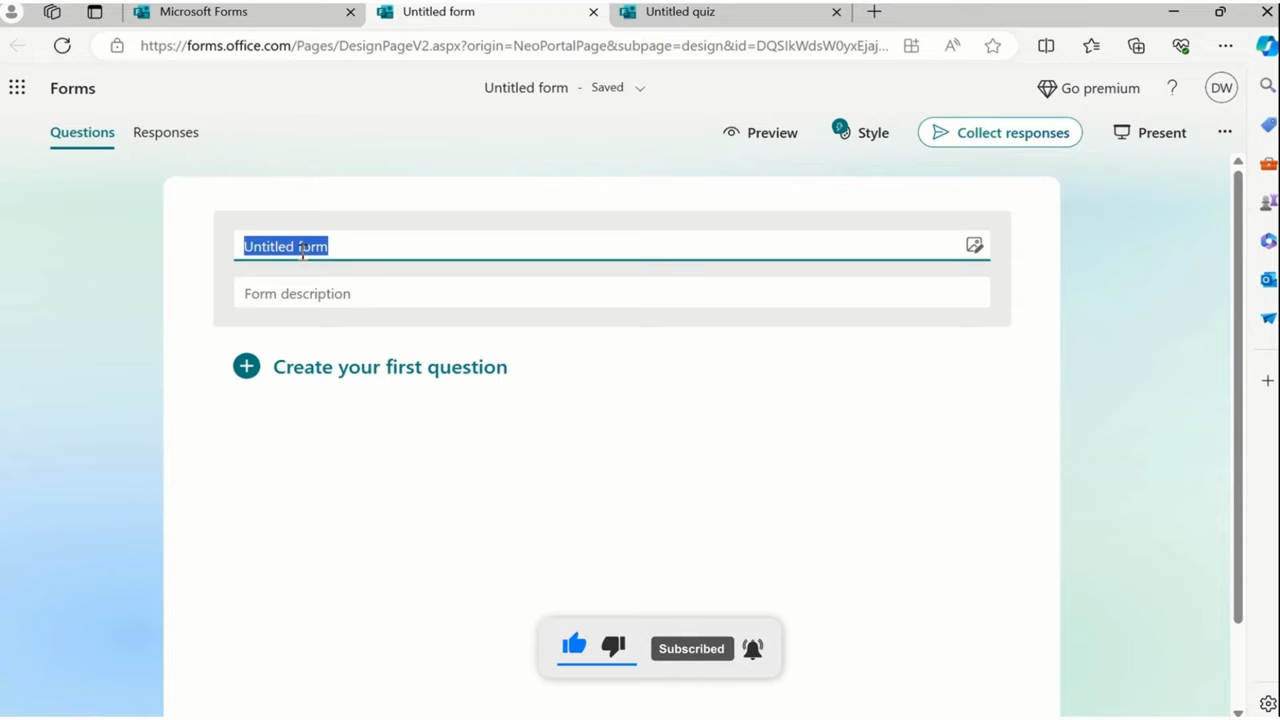 Microsoft Forms
Untitled form
Untitled quiz
https://forms.office.com/Pages/DesignPageV2.aspx?origin=NeoPortalPage&subpage=design&id=DQSIkWdsW0yxEjaj...
Forms
Untitled form - Saved
Go premium
?
DW
Questions
Responses
Preview
Style
Collect responses
Present
Untitled form
Form description
Create your first question
Subscribed